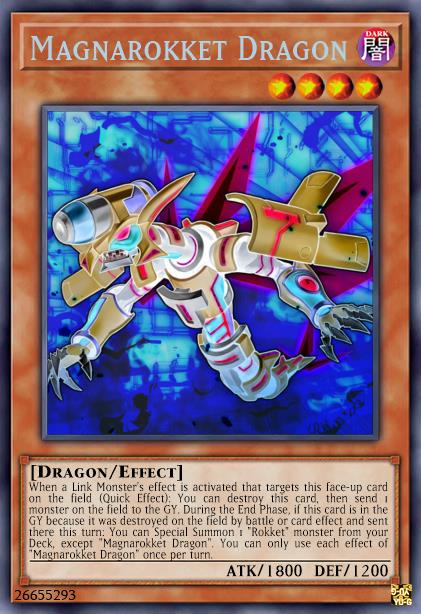 MAGNAROKKET DRAGON
DARK
闇
[DRAGON/EFFECT]
When a Link Monster's effect is activated that targets this face-up card
on the field (Quick Effect): You can destroy this card, then send 1
monster on the field to the GY. During the End Phase, if this card is in the
GY because it was destroyed on the field by battle or card effect and sent
there this turn: You can Special Summon 1 "Rokket" monster from your
Deck, except "Magnarokket Dragon". You can only use each effect of
"Magnarokket Dragon" once per turn.
ATK/1800 DEF/1200
26655293